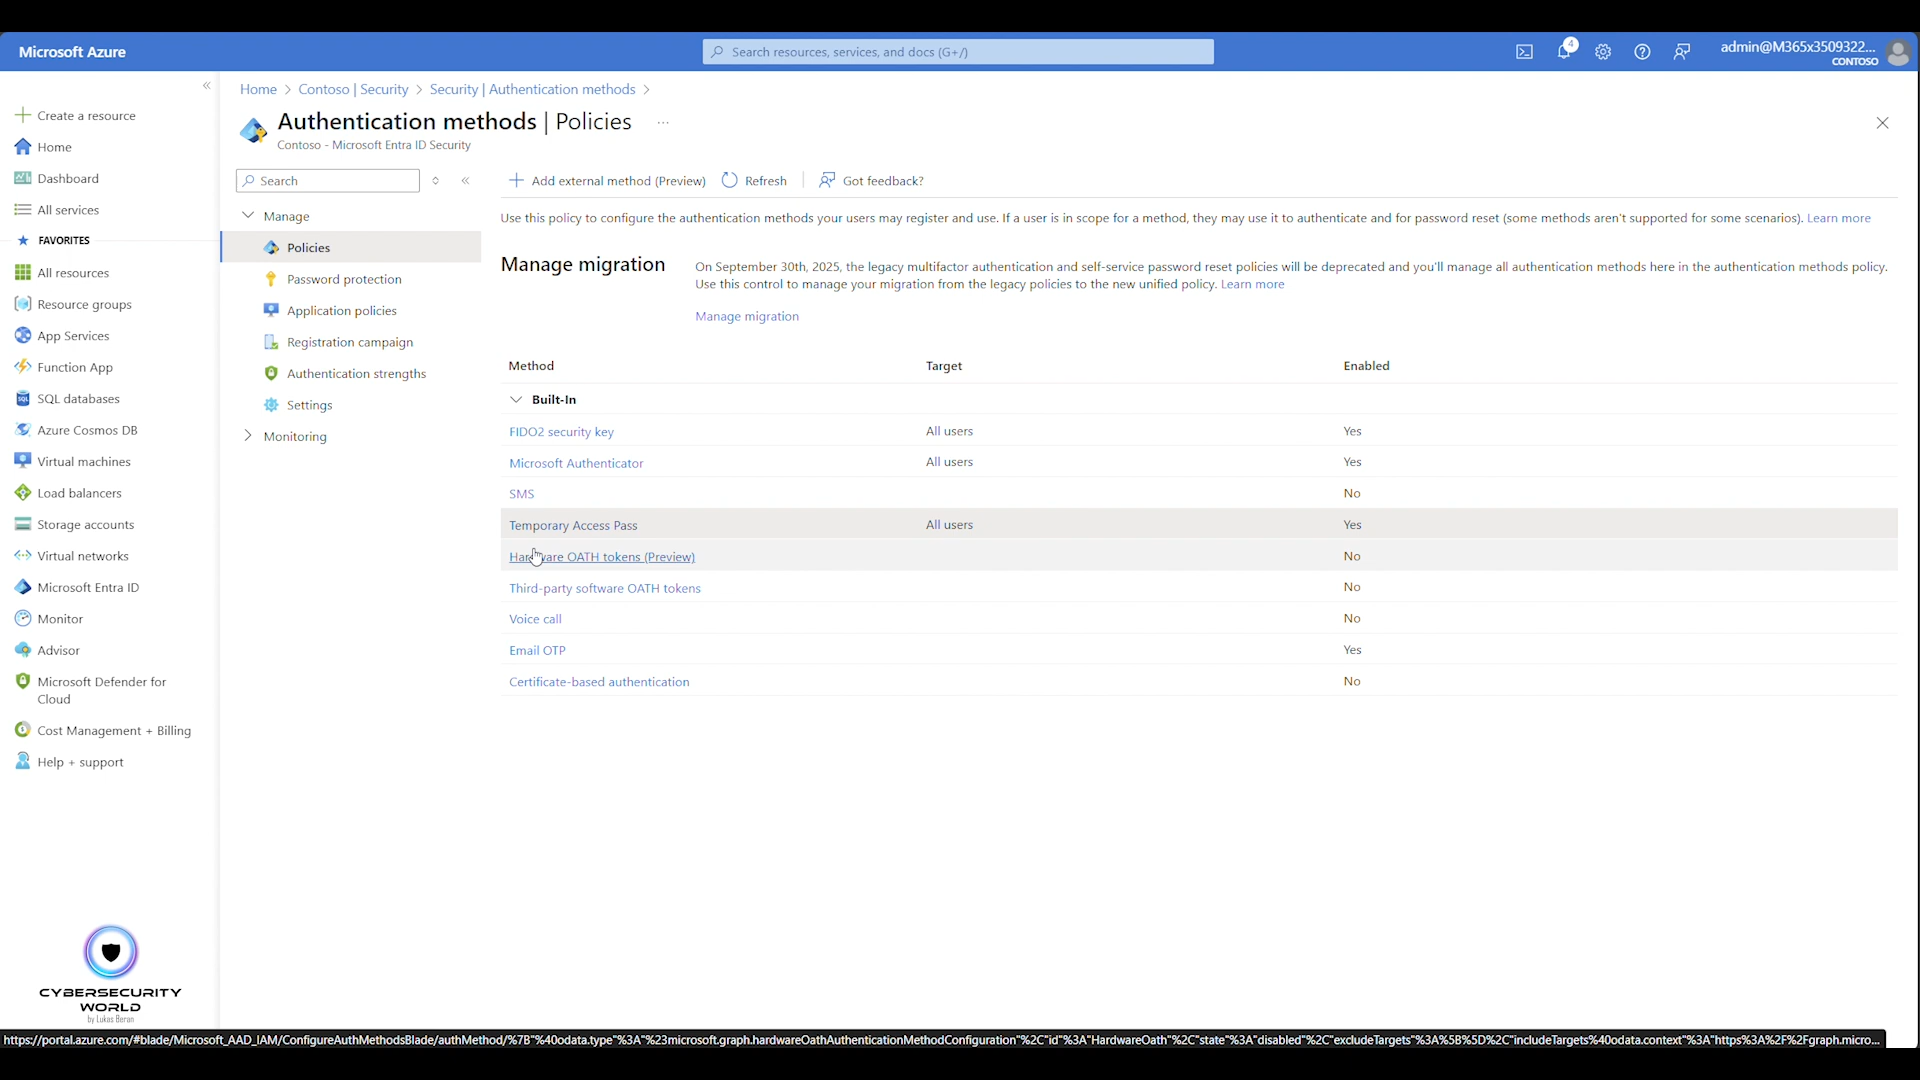 Microsoft Azure
Search resources, services, and docs (G+/)
4
admin@M365x3509322...
CONTOSO
Create a resource
Home
Dashboard
All services
FAVORITES
All resources
Resource groups
App Services
Function App
SQL databases
Azure Cosmos DB
Virtual machines
Load balancers
Storage accounts
Virtual networks
Microsoft Entra ID
Monitor
Advisor
Microsoft Defender for
Cloud
Cost Management + Billing
Help + support
CYBERSECURITY
WORLD
by Lukas Beran
Home > Contoso | Security > Security | Authentication methods >
Authentication methods | Policies ...
Contoso - Microsoft Entra ID Security
Search
Manage
Policies
Password protection
Application policies
Registration campaign
Authentication strengths
Settings
Monitoring
Add external method (Preview) Refresh Got feedback?
Use this policy to configure the authentication methods your users may register and use. If a user is in scope for a method, they may use it to authenticate and for password reset (some methods aren't supported for some scenarios). Learn more
Manage migration
On September 30th, 2025, the legacy multifactor authentication and self-service password reset policies will be deprecated and you'll manage all authentication methods here in the authentication methods policy.
Use this control to manage your migration from the legacy policies to the new unified policy. Learn more
Manage migration
Method Target Enabled
Built-In
FIDO2 security key All users Yes
Microsoft Authenticator All users Yes
SMS No
Temporary Access Pass All users Yes
Hardware OATH tokens (Preview) No
Third-party software OATH tokens No
Voice call No
Email OTP Yes
Certificate-based authentication No
https://portal.azure.com/#blade/Microsoft_AAD_IAM/ConfigureAuthMethodsBlade/authMethod/%7B"%40odata.type"%3A"%23microsoft.graph.hardwareOathAuthenticationMethodConfiguration"%2C"id"%3A"HardwareOath"%2C"state"%3A"disabled"%2C"excludeTargets"%3A%5B%5D%2C"includeTargets%40odata.context"%3A"https%3A%2F%2Fgraph.micro...